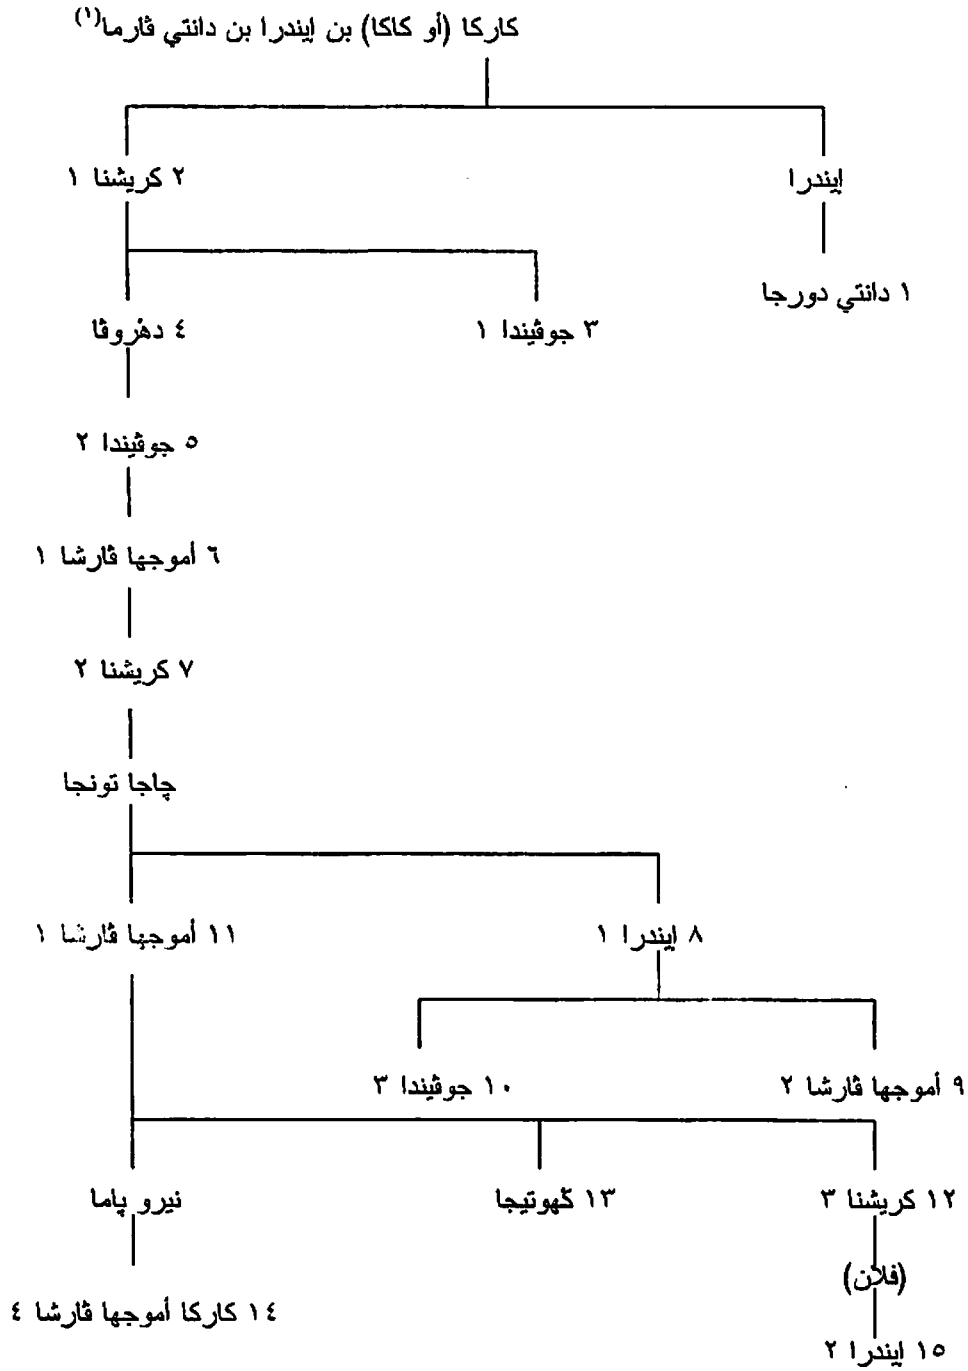 كاركا (أو كاكا) بن إيندرا بن دانتي ڤارما(١)
إيندرا
٢ كريشنا ١
١ دانتي دورجا
٣ جوڤيندا ١
٤ دهْروڤا
٥ جوڤيندا ٢
٦ أموجها ڤارشا ١
٧ كريشنا ٢
چاجا تونجا
٨ إيندرا ١
١١ أموجها ڤارشا ١
٩ أموجها ڤارشا ٢
١٠ جوڤيندا ٣
١٢ كريشنا ٣
١٣ گهوتيجا
نيرو پاما
(فلان)
١٤ كاركا أموجها ڤارشا ٤
١٥ إيندرا ٢